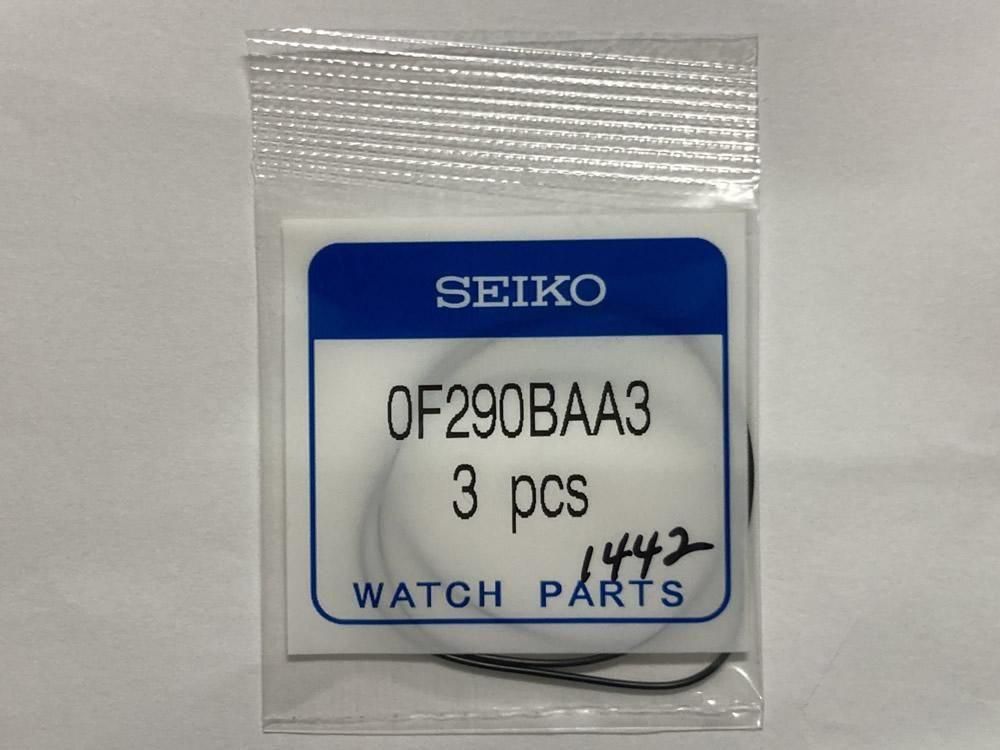 SEIKO
0F290BAA3
3 pcs
1442
WATCH PARTS